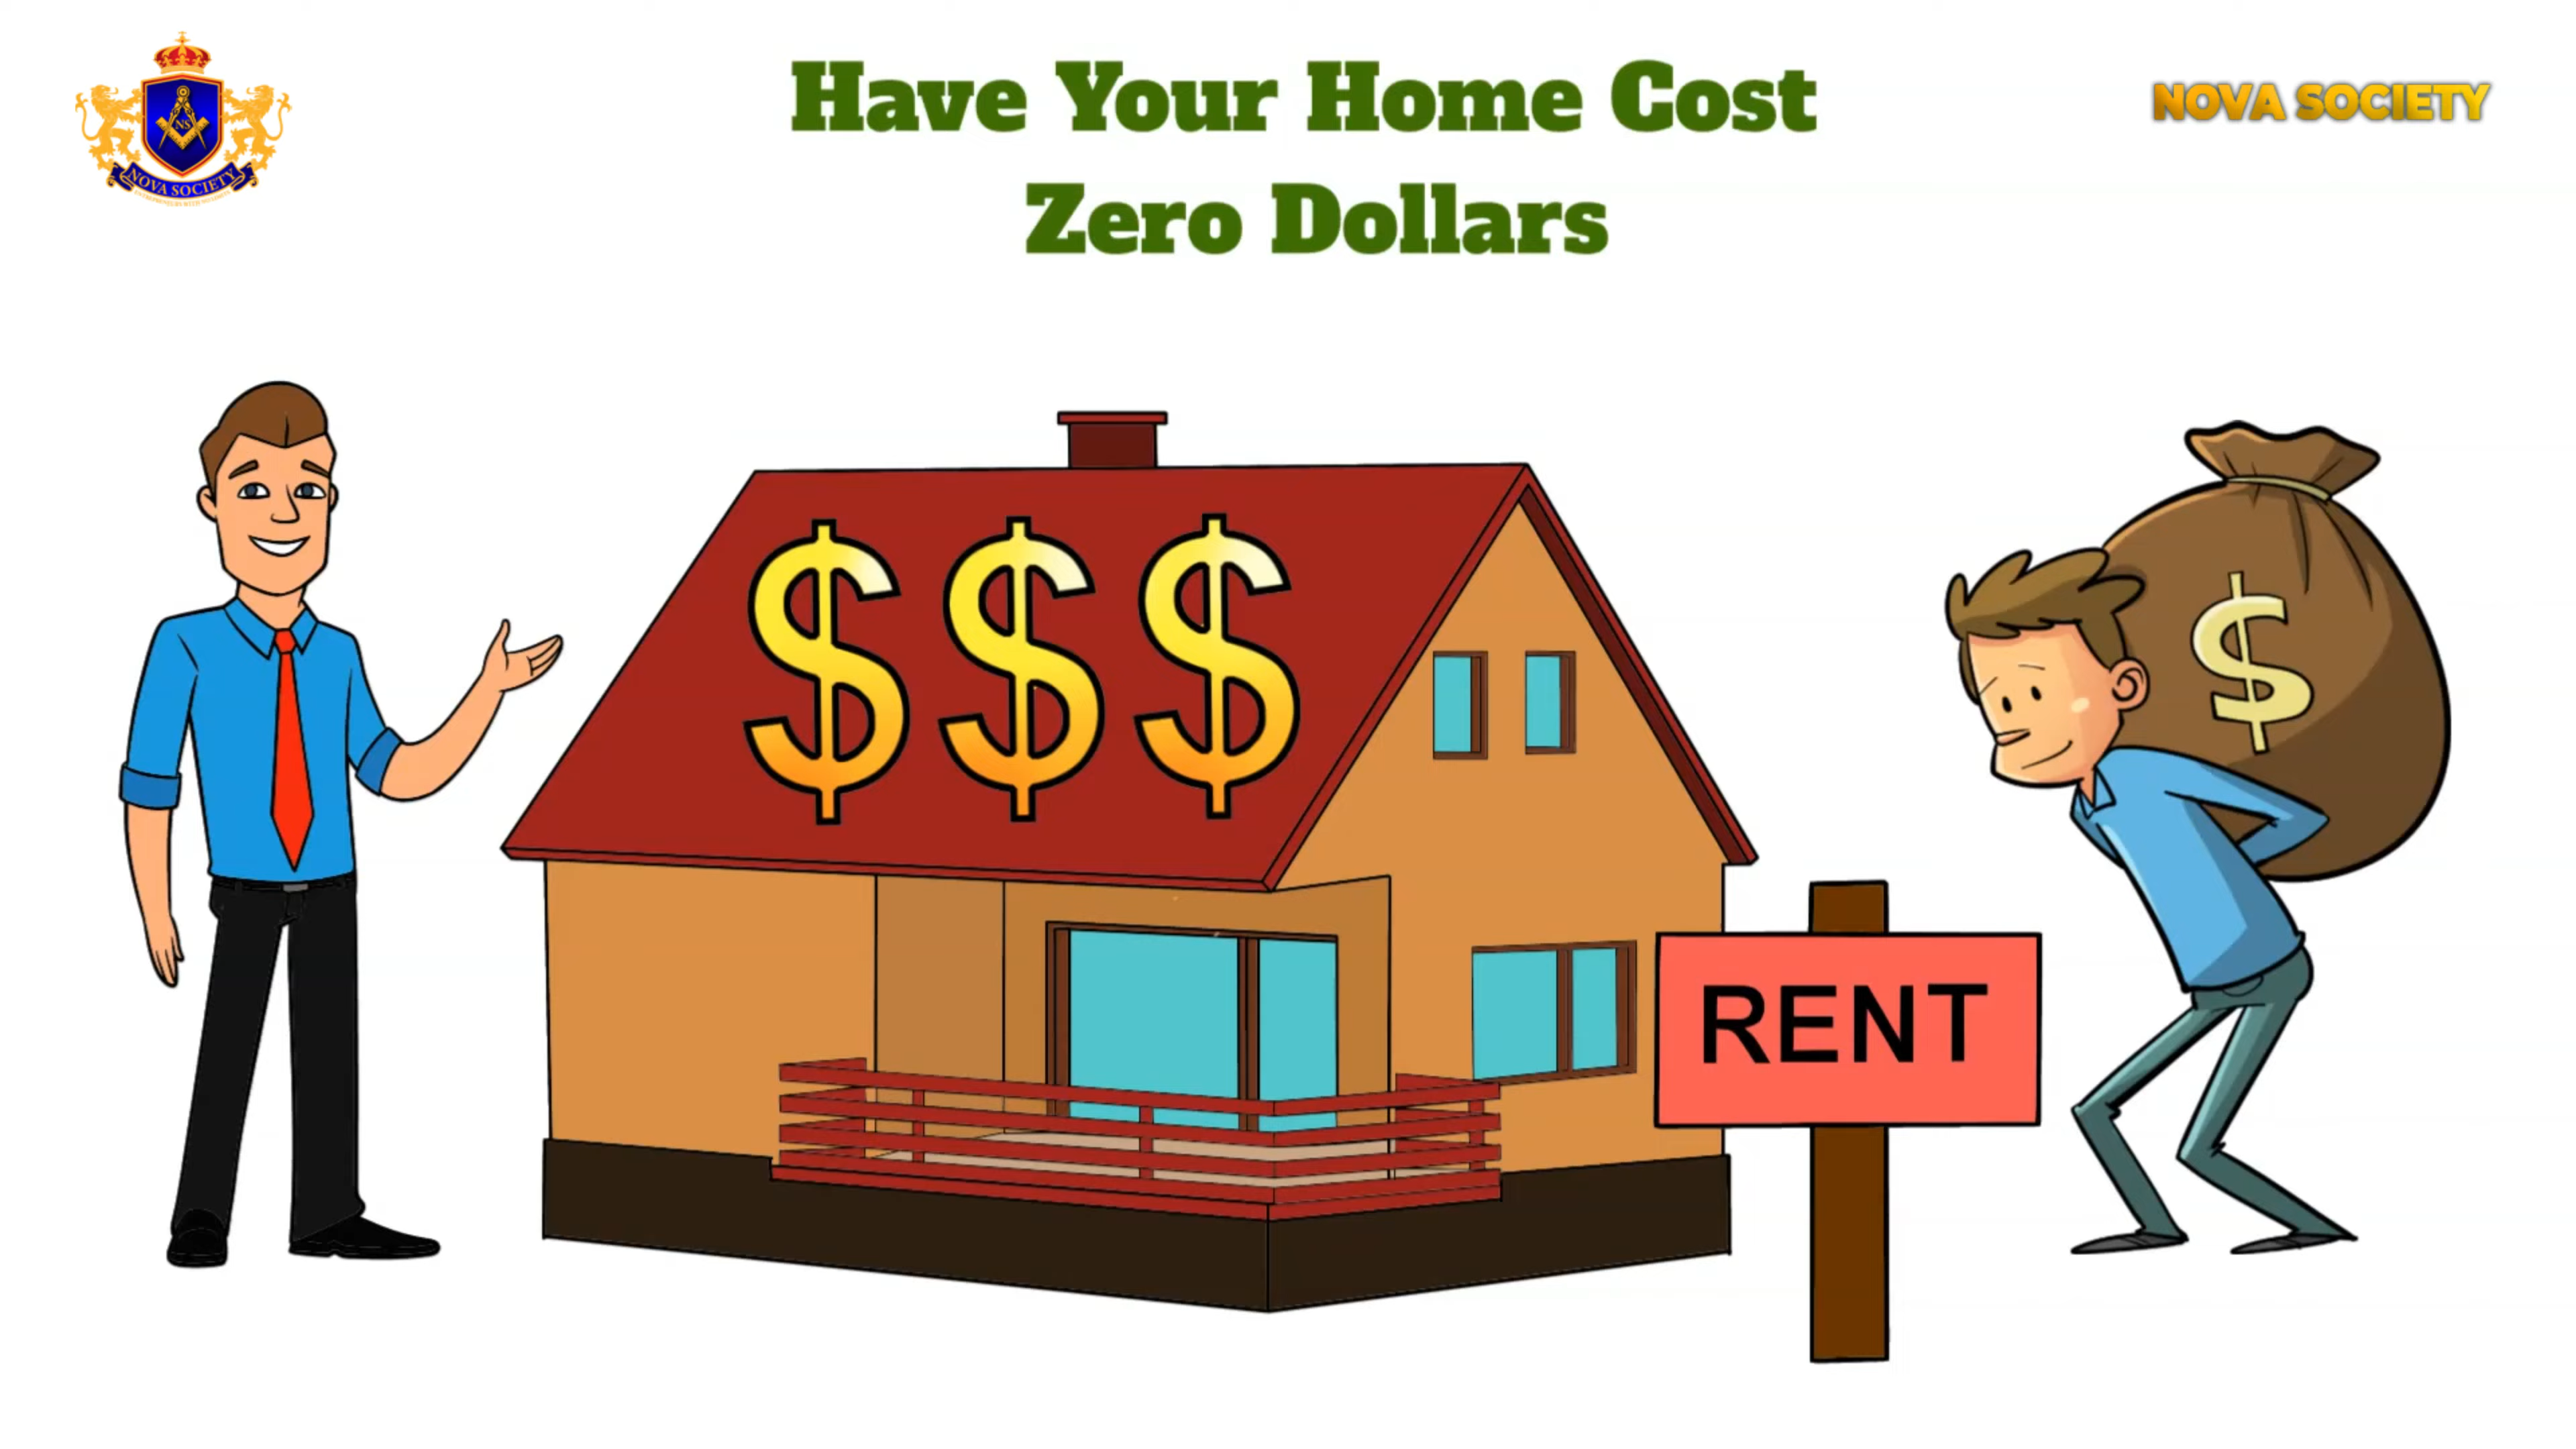 Have Your Home Cost
Zero Dollars
NOVA SOCIETY
NS
NOVA SOCIETY
$$$
$
RENT